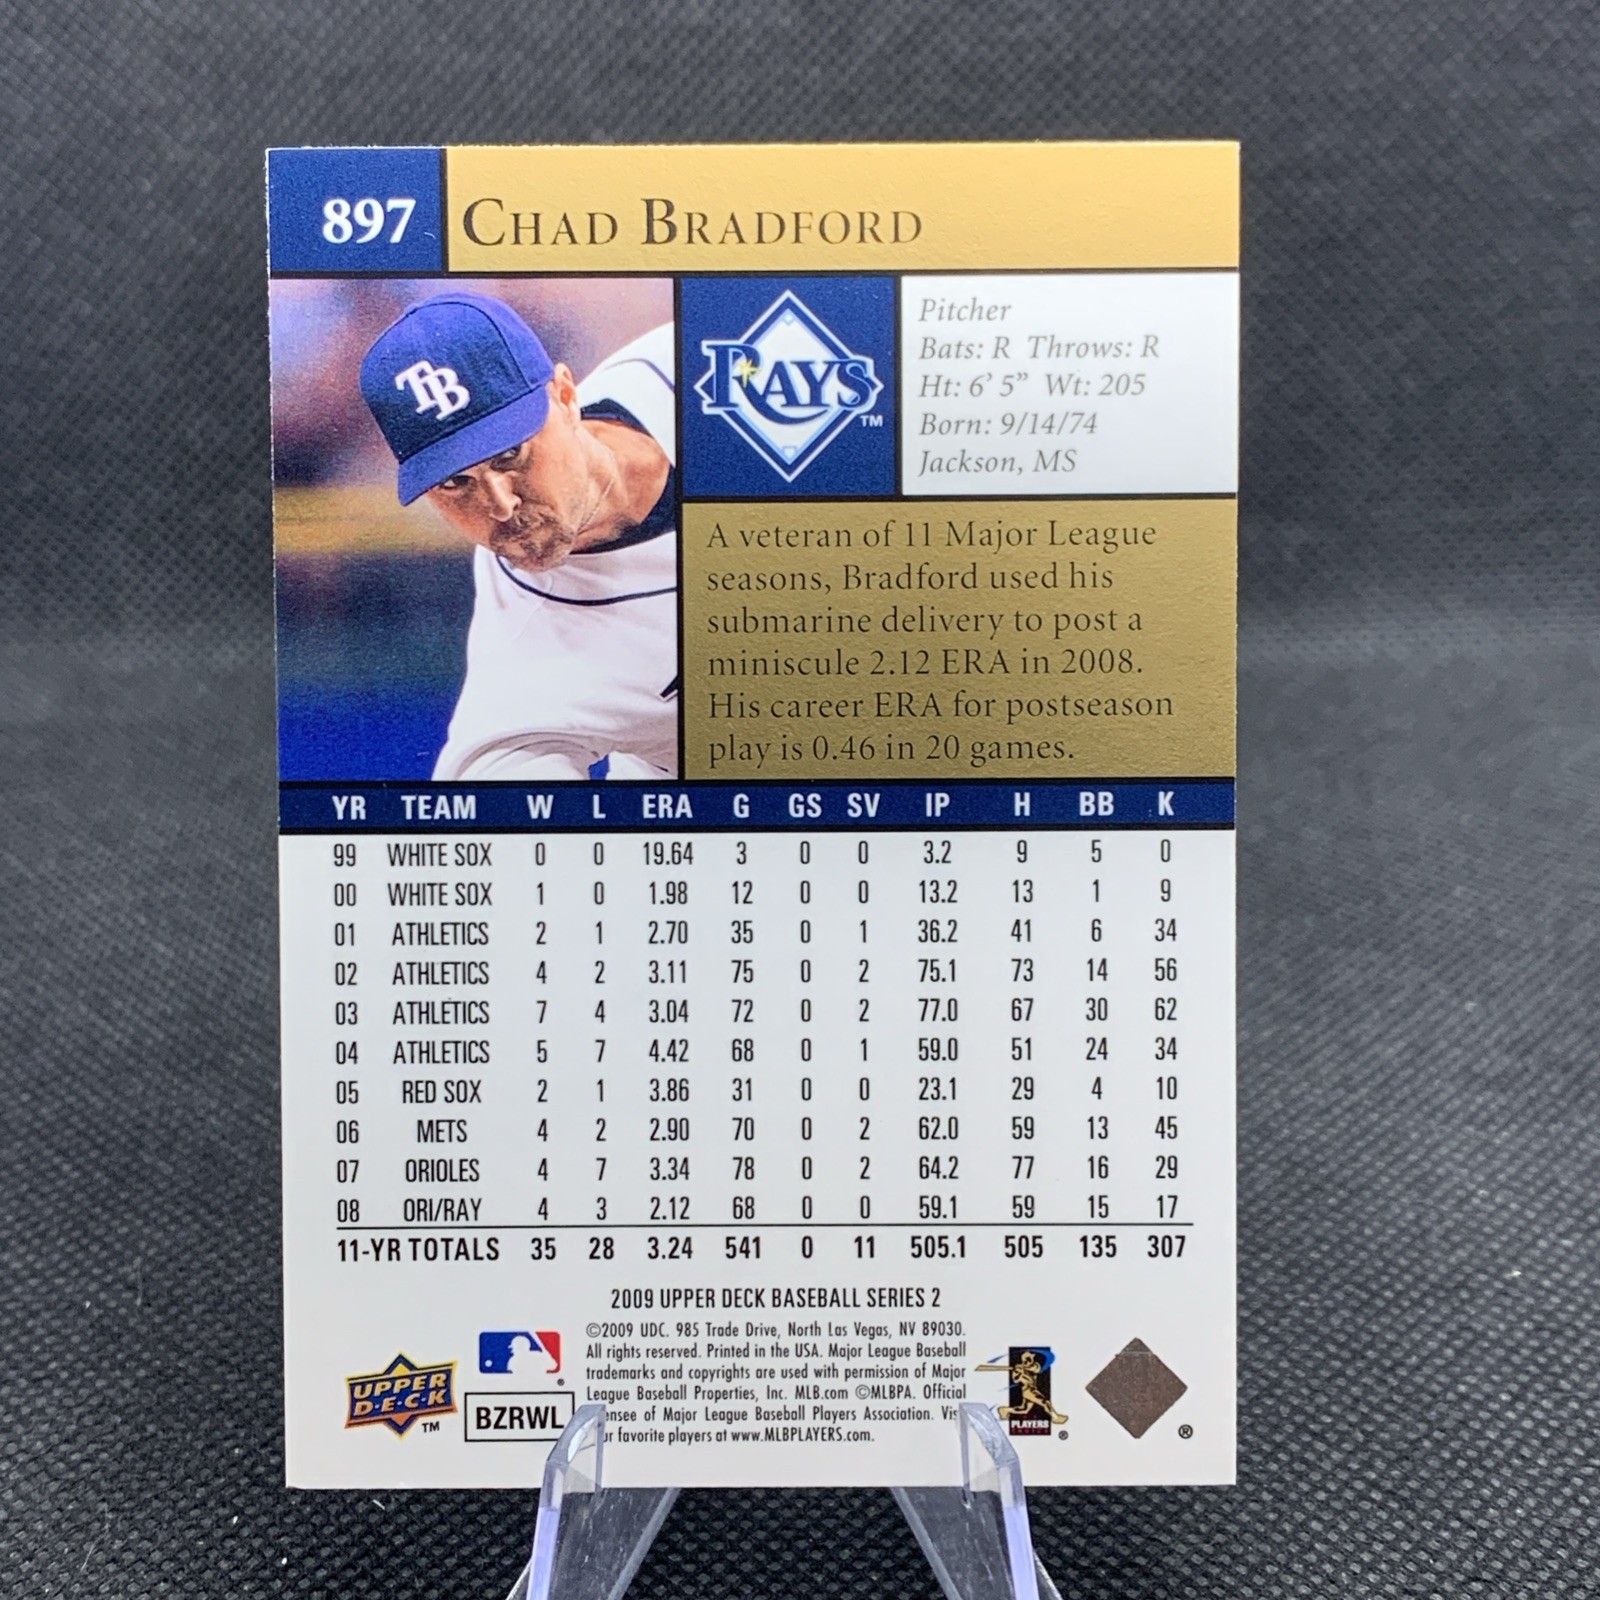 897
CHAD BRADFORD
TB
RAYS
TM
Pitcher
Bats: R Throws: R
Ht: 6' 5" Wt: 205
Born: 9/14/74
Jackson, MS
A veteran of 11 Major League
seasons, Bradford used his
submarine delivery to post a
miniscule 2.12 ERA in 2008.
His career ERA for postseason
play is 0.46 in 20 games.
YR TEAM W L ERA G GS SV IP H BB K
99 WHITE SOX 0 0 19.64 3 0 0 3.2 9 5 0
00 WHITE SOX 1 0 1.98 12 0 0 13.2 13 1 9
01 ATHLETICS 2 1 2.70 35 0 1 36.2 41 6 34
02 ATHLETICS 4 2 3.11 75 0 2 75.1 73 14 56
03 ATHLETICS 7 4 3.04 72 0 2 77.0 67 30 62
04 ATHLETICS 5 7 4.42 68 0 1 59.0 51 24 34
05 RED SOX 2 1 3.86 31 0 0 23.1 29 4 10
06 METS 4 2 2.90 70 0 2 62.0 59 13 45
07 ORIOLES 4 7 3.34 78 0 2 64.2 77 16 29
08 ORI/RAY 4 3 2.12 68 0 0 59.1 59 15 17
11-YR TOTALS 35 28 3.24 541 0 11 505.1 505 135 307
2009 UPPER DECK BASEBALL SERIES 2
©2009 UDC. 985 Trade Drive, North Las Vegas, NV 89030.
All rights reserved. Printed in the USA. Major League Baseball
trademarks and copyrights are used with permission of Major
League Baseball Properties, Inc. MLB.com ©MLBPA. Official
of Major League Baseball Players Association.
favorite players at www.MLBPLAYERS.com.
UPPER
D·E·C·K
TM
®
BZRWL
PLAYERS
®
®